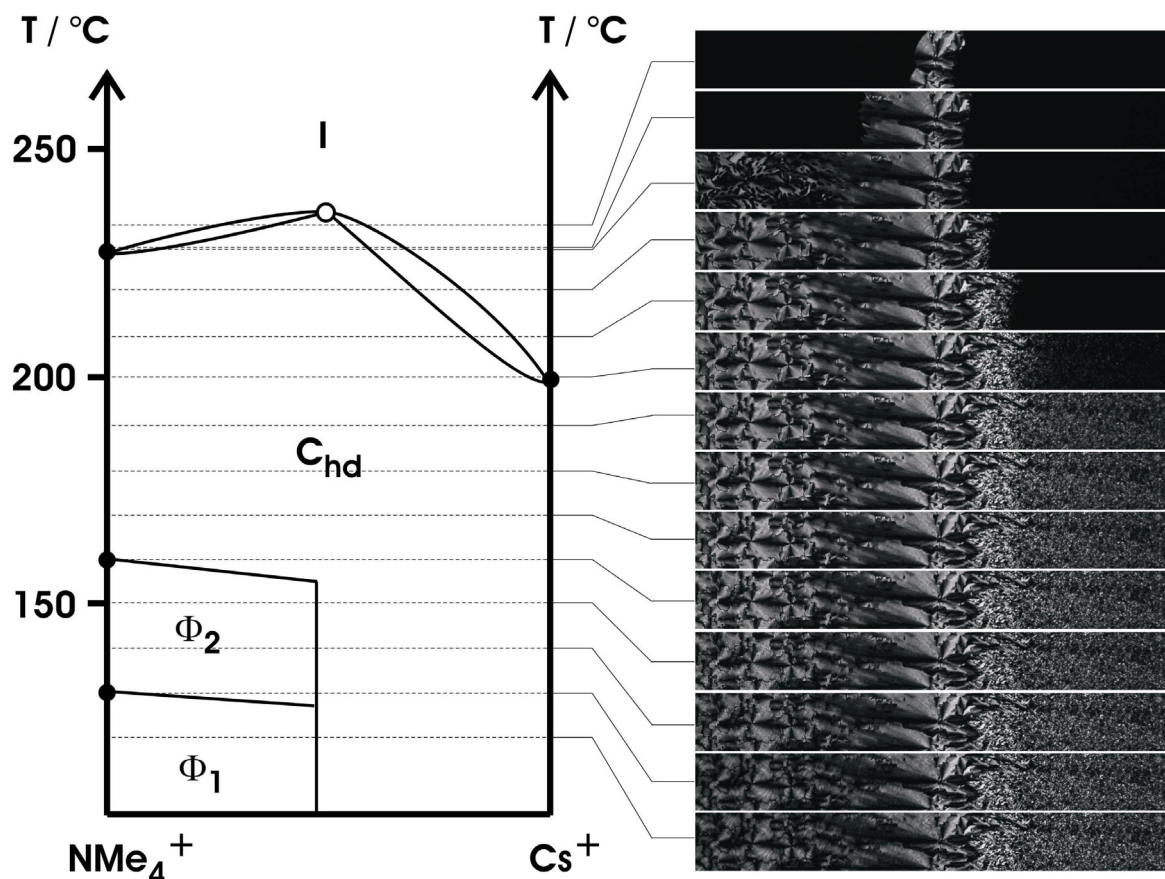 T / °C
T / °C
I
250
200
C_hd
150
Φ₂
Φ₁
NMe₄⁺
Cs⁺